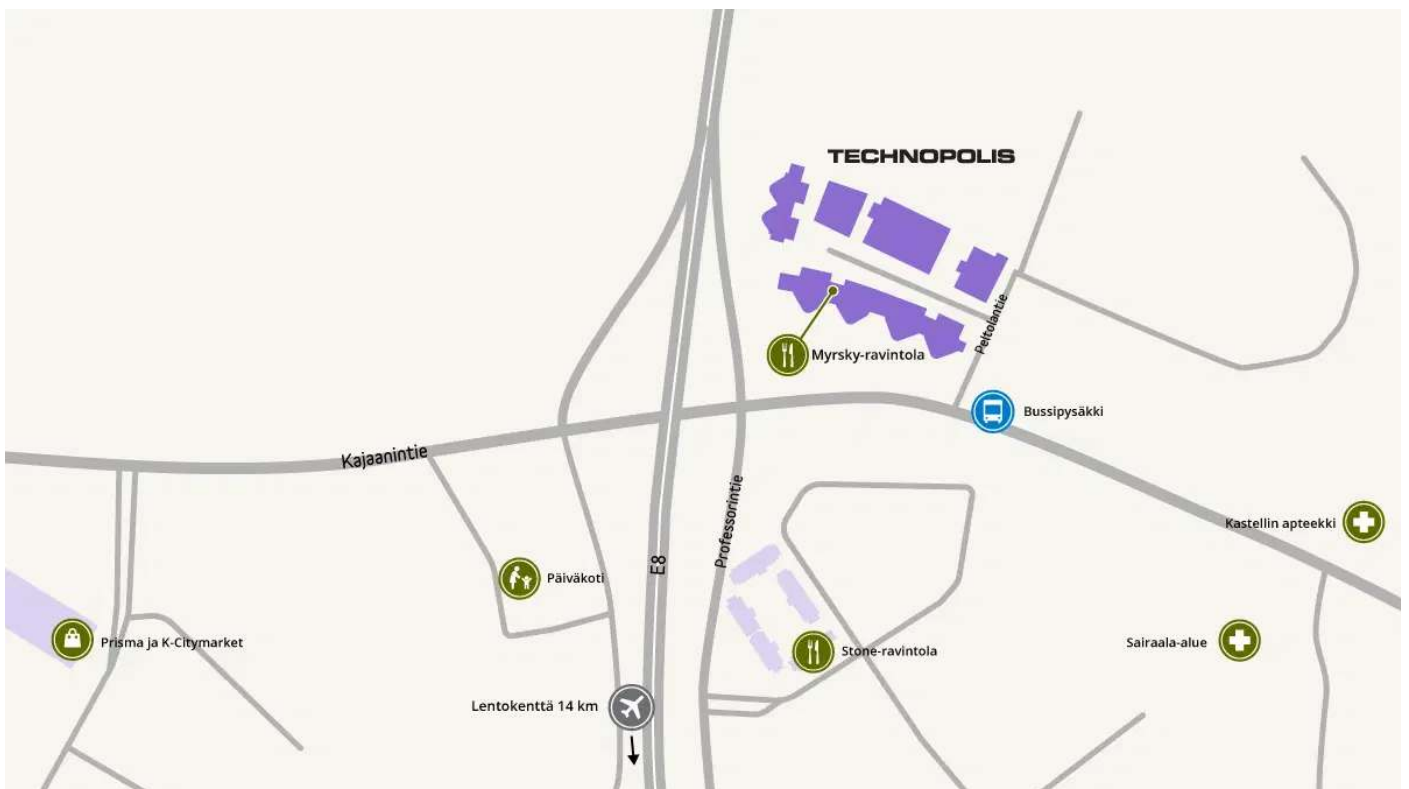 TECHNOPOLIS
Peltolantie
Myrsky-ravintola
Bussipysäkki
Kajaanintie
Professorintie
E8
Kastellin apteekki
Päiväkoti
Prisma ja K-Citymarket
Stone-ravintola
Sairaala-alue
Lentokenttä 14 km